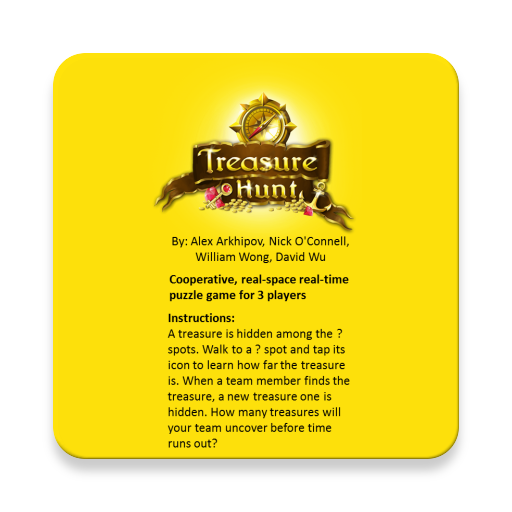 Treasure
Hunt
By: Alex Arkhipov, Nick O'Connell,
William Wong, David Wu
Cooperative, real-space real-time
puzzle game for 3 players
Instructions:
A treasure is hidden among the ?
spots. Walk to a ? spot and tap its
icon to learn how far the treasure
is. When a team member finds the
treasure, a new treasure one is
hidden. How many treasures will
your team uncover before time
runs out?